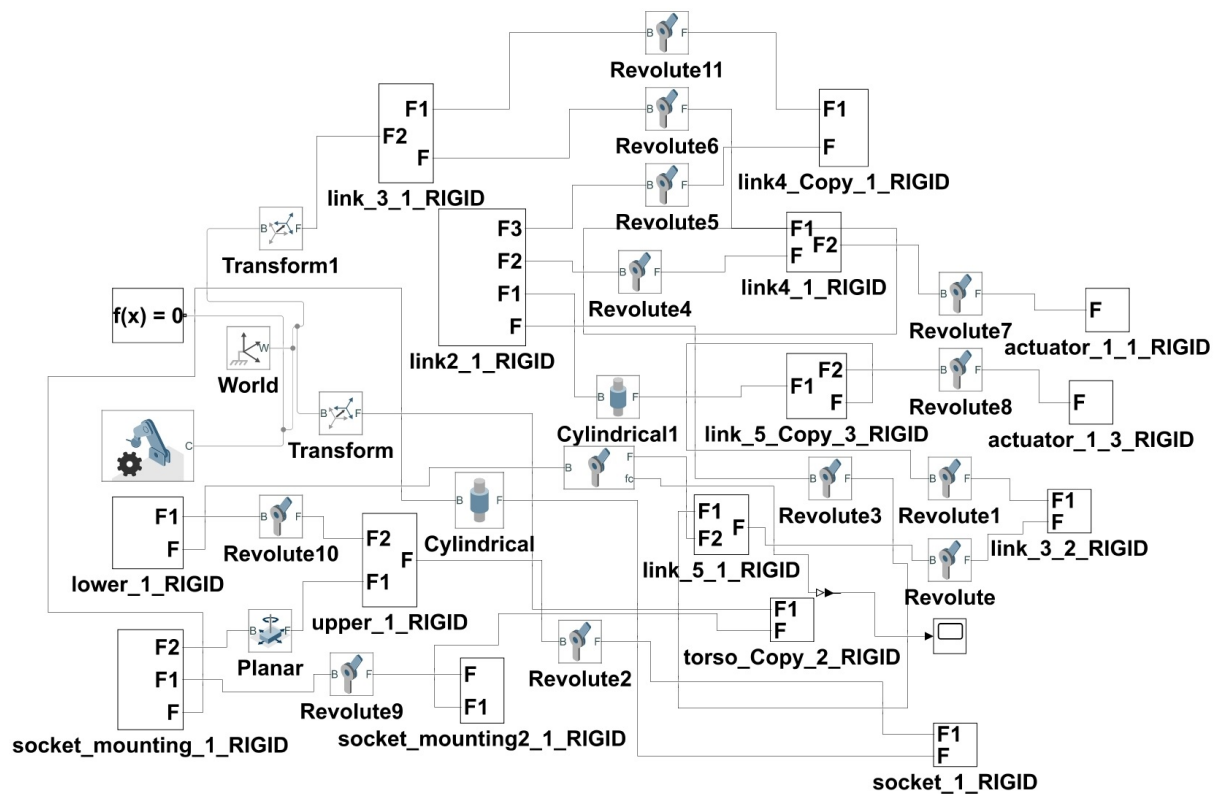 B F
Revolute11
F1
F2
F
link_3_1_RIGID
B F
Revolute6
F1
F
link4_Copy_1_RIGID
B F
Revolute5
B F
Transform1
F3
F2
F1
F
link2_1_RIGID
B F
Revolute4
F1
F2
F
link4_1_RIGID
B F
Revolute7
F
actuator_1_1_RIGID
f(x) = 0
W
World
B F
Transform
B F
Cylindrical1
F2
F1
F
link_5_Copy_3_RIGID
B F
Revolute8
F
actuator_1_3_RIGID
C
B F
fc
B F
Revolute3
B F
Revolute1
F1
F
link_3_2_RIGID
F1
F
lower_1_RIGID
B F
Revolute10
B F
Cylindrical
F2
F
F1
upper_1_RIGID
F1
F
F2
link_5_1_RIGID
B F
Revolute
F1
F
torso_Copy_2_RIGID
F2
F1
F
socket_mounting_1_RIGID
B F
Planar
B F
Revolute9
F
F1
socket_mounting2_1_RIGID
B F
Revolute2
F1
F
socket_1_RIGID